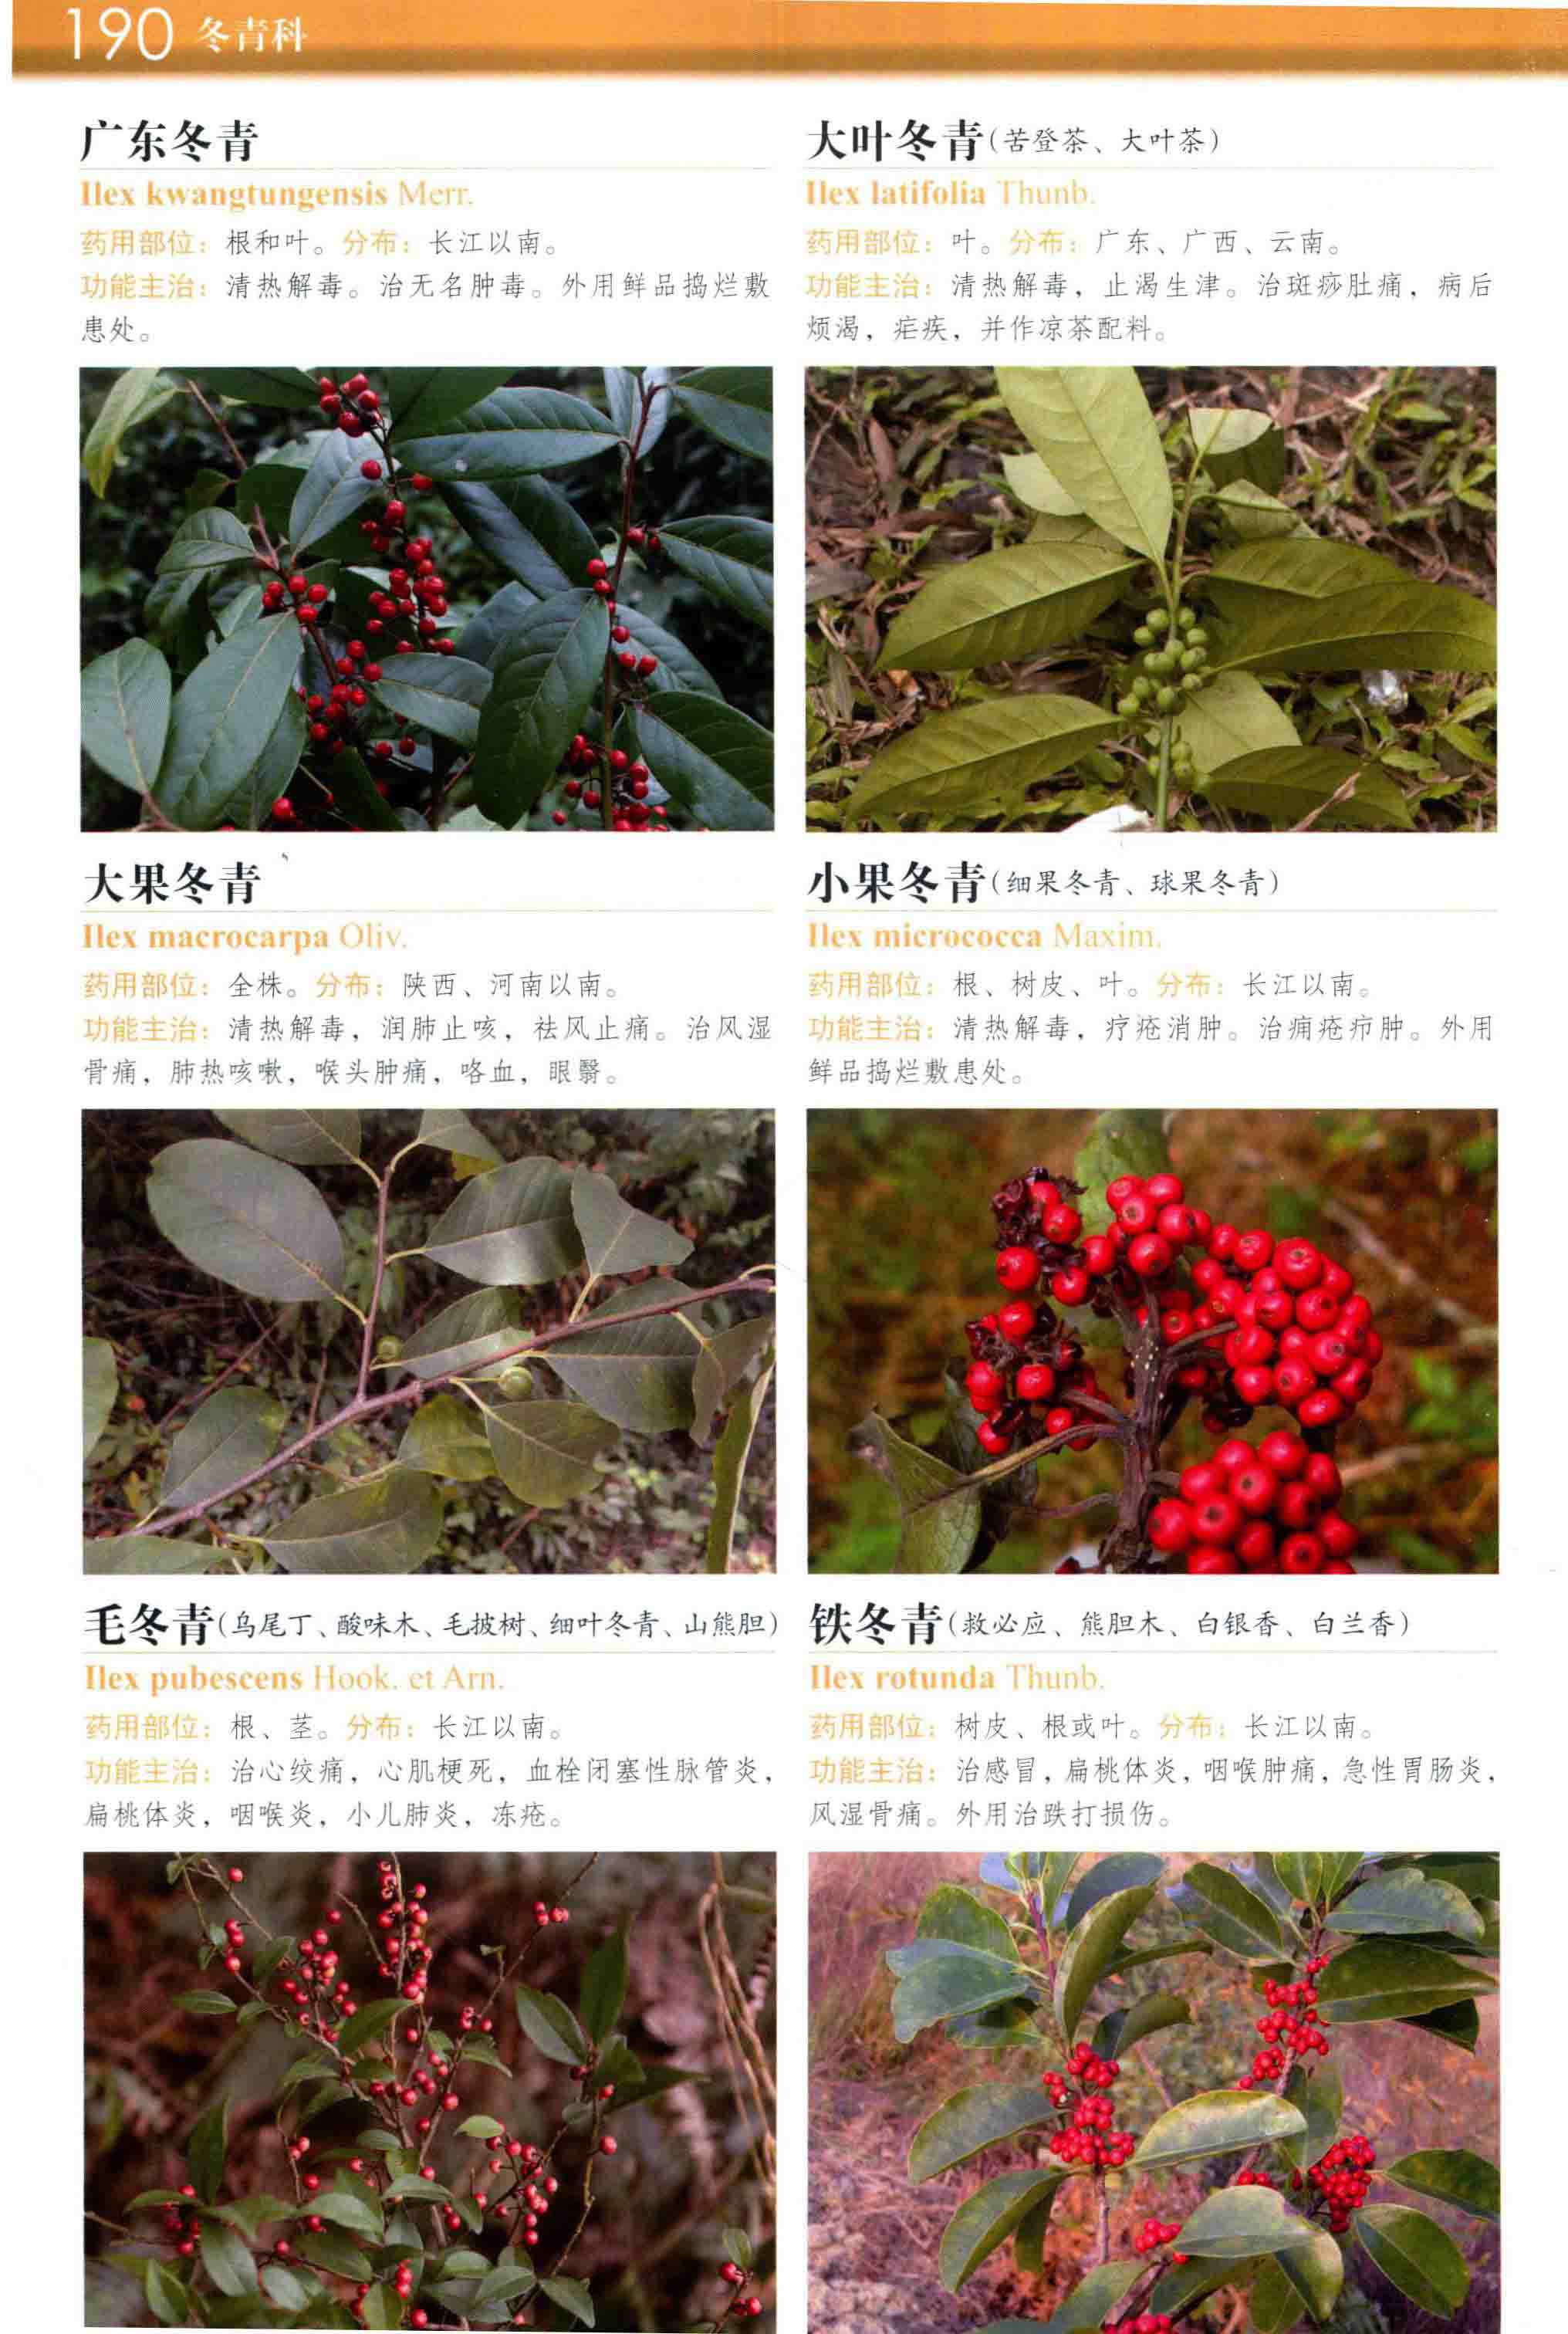 190 冬青科
广东冬青
Ilex kwangtungensis Merr.
药用部位：根和叶。分布：长江以南。
功能主治：清热解毒。治无名肿毒。外用鲜品捣烂敷
患处。
大叶冬青（苦登茶、大叶茶）
Ilex latifolia Thunb.
药用部位：叶。分布：广东、广西、云南。
功能主治：清热解毒，止渴生津。治斑痧肚痛，病后
烦渴，疟疾，并作凉茶配料。
大果冬青
Ilex macrocarpa Oliv.
药用部位：全株。分布：陕西、河南以南。
功能主治：清热解毒，润肺止咳，祛风止痛。治风湿
骨痛，肺热咳嗽，喉头肿痛，咯血，眼翳。
小果冬青（细果冬青、球果冬青）
Ilex micrococca Maxim.
药用部位：根、树皮、叶。分布：长江以南。
功能主治：清热解毒，疗疮消肿。治痈疮疖肿。外用
鲜品捣烂敷患处。
毛冬青（乌尾丁、酸味木、毛披树、细叶冬青、山熊胆）
Ilex pubescens Hook. et Arn.
药用部位：根、茎。分布：长江以南。
功能主治：治心绞痛，心肌梗死，血栓闭塞性脉管炎，
扁桃体炎，咽喉炎，小儿肺炎，冻疮。
铁冬青（救必应、熊胆木、白银香、白兰香）
Ilex rotunda Thunb.
药用部位：树皮、根或叶。分布：长江以南。
功能主治：治感冒，扁桃体炎，咽喉肿痛，急性胃肠炎，
风湿骨痛。外用治跌打损伤。